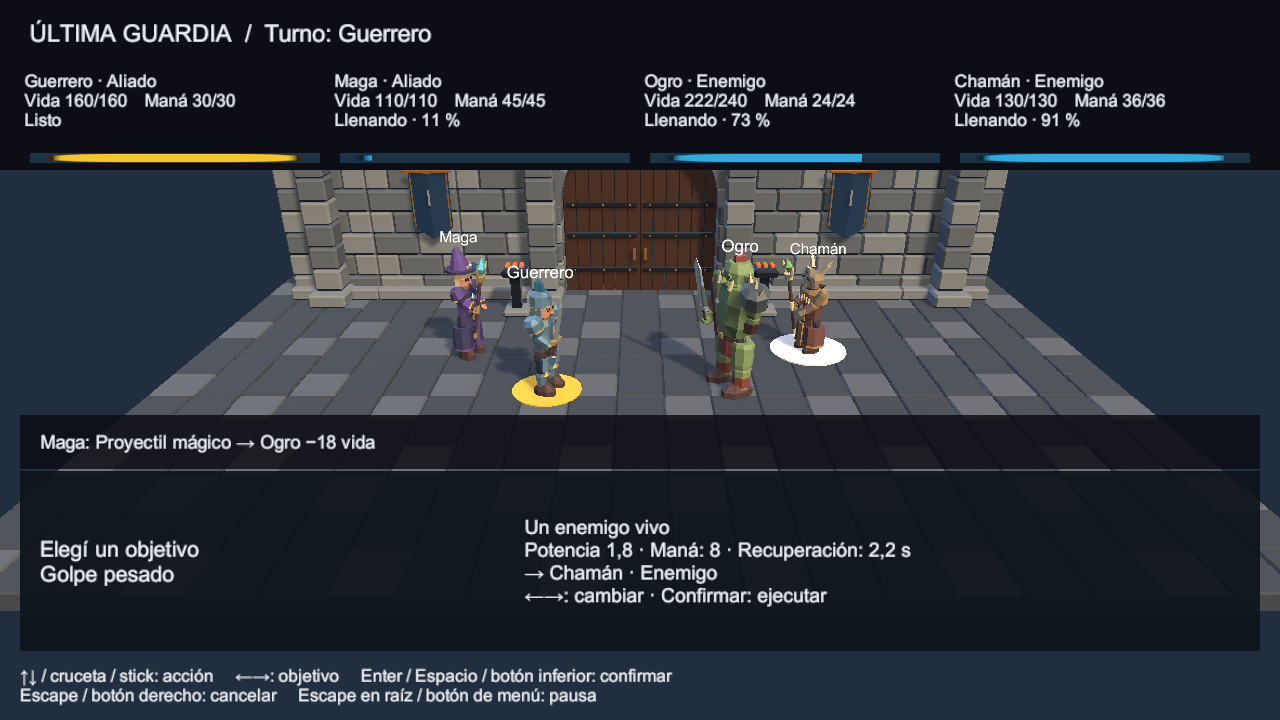 ÚLTIMA GUARDIA / Turno: Guerrero
Guerrero · Aliado
Vida 160/160 Maná 30/30
Listo
Maga · Aliado
Vida 110/110 Maná 45/45
Llenando · 11 %
Ogro · Enemigo
Vida 222/240 Maná 24/24
Llenando · 73 %
Chamán · Enemigo
Vida 130/130 Maná 36/36
Llenando · 91 %
Maga
Guerrero
Ogro
Chamán
Maga: Proyectil mágico → Ogro −18 vida
Elegí un objetivo
Golpe pesado
Un enemigo vivo
Potencia 1,8 · Maná: 8 · Recuperación: 2,2 s
→ Chamán · Enemigo
←→: cambiar · Confirmar: ejecutar
↑↓ / cruceta / stick: acción ←→: objetivo Enter / Espacio / botón inferior: confirmar
Escape / botón derecho: cancelar Escape en raíz / botón de menú: pausa